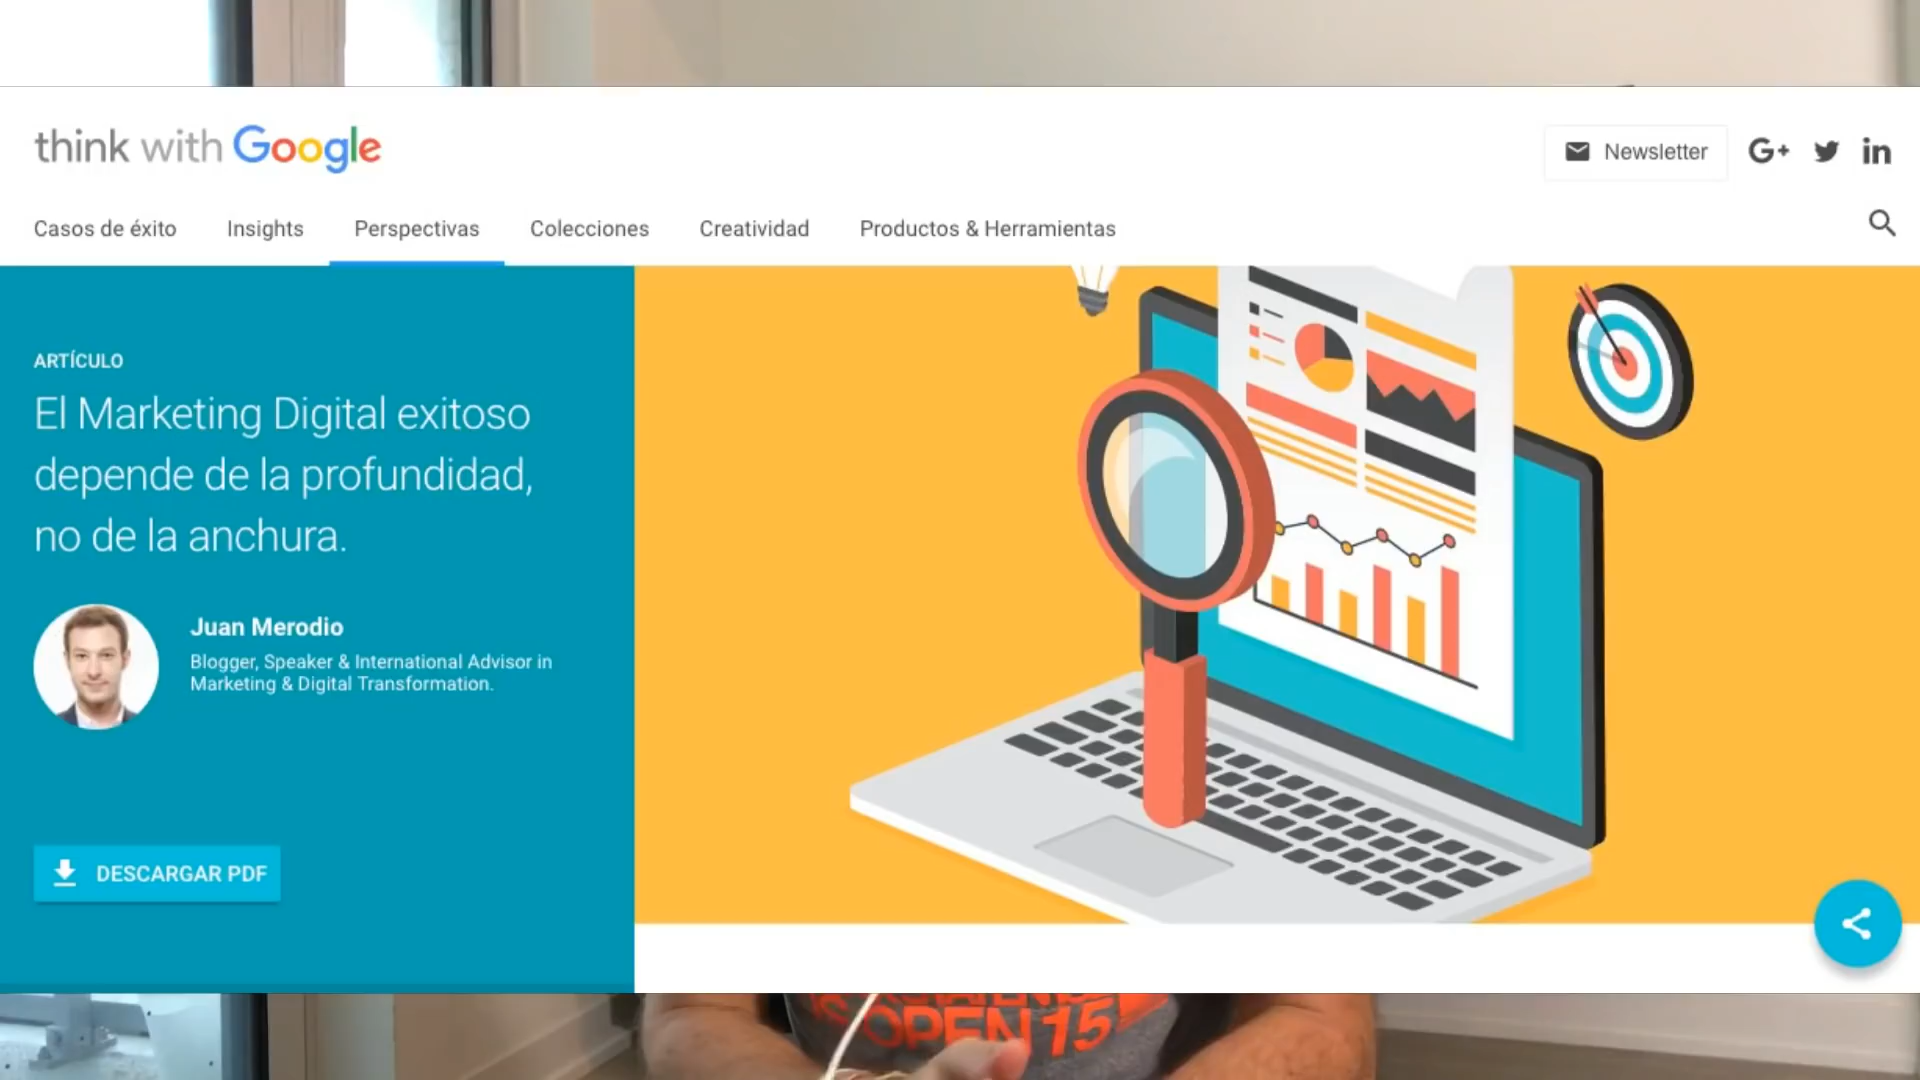 think with Google
Newsletter
G+
in
Casos de éxito
Insights
Perspectivas
Colecciones
Creatividad
Productos & Herramientas
ARTÍCULO
El Marketing Digital exitoso
depende de la profundidad,
no de la anchura.
Juan Merodio
Blogger, Speaker & International Advisor in
Marketing & Digital Transformation.
DESCARGAR PDF
OPEN 15